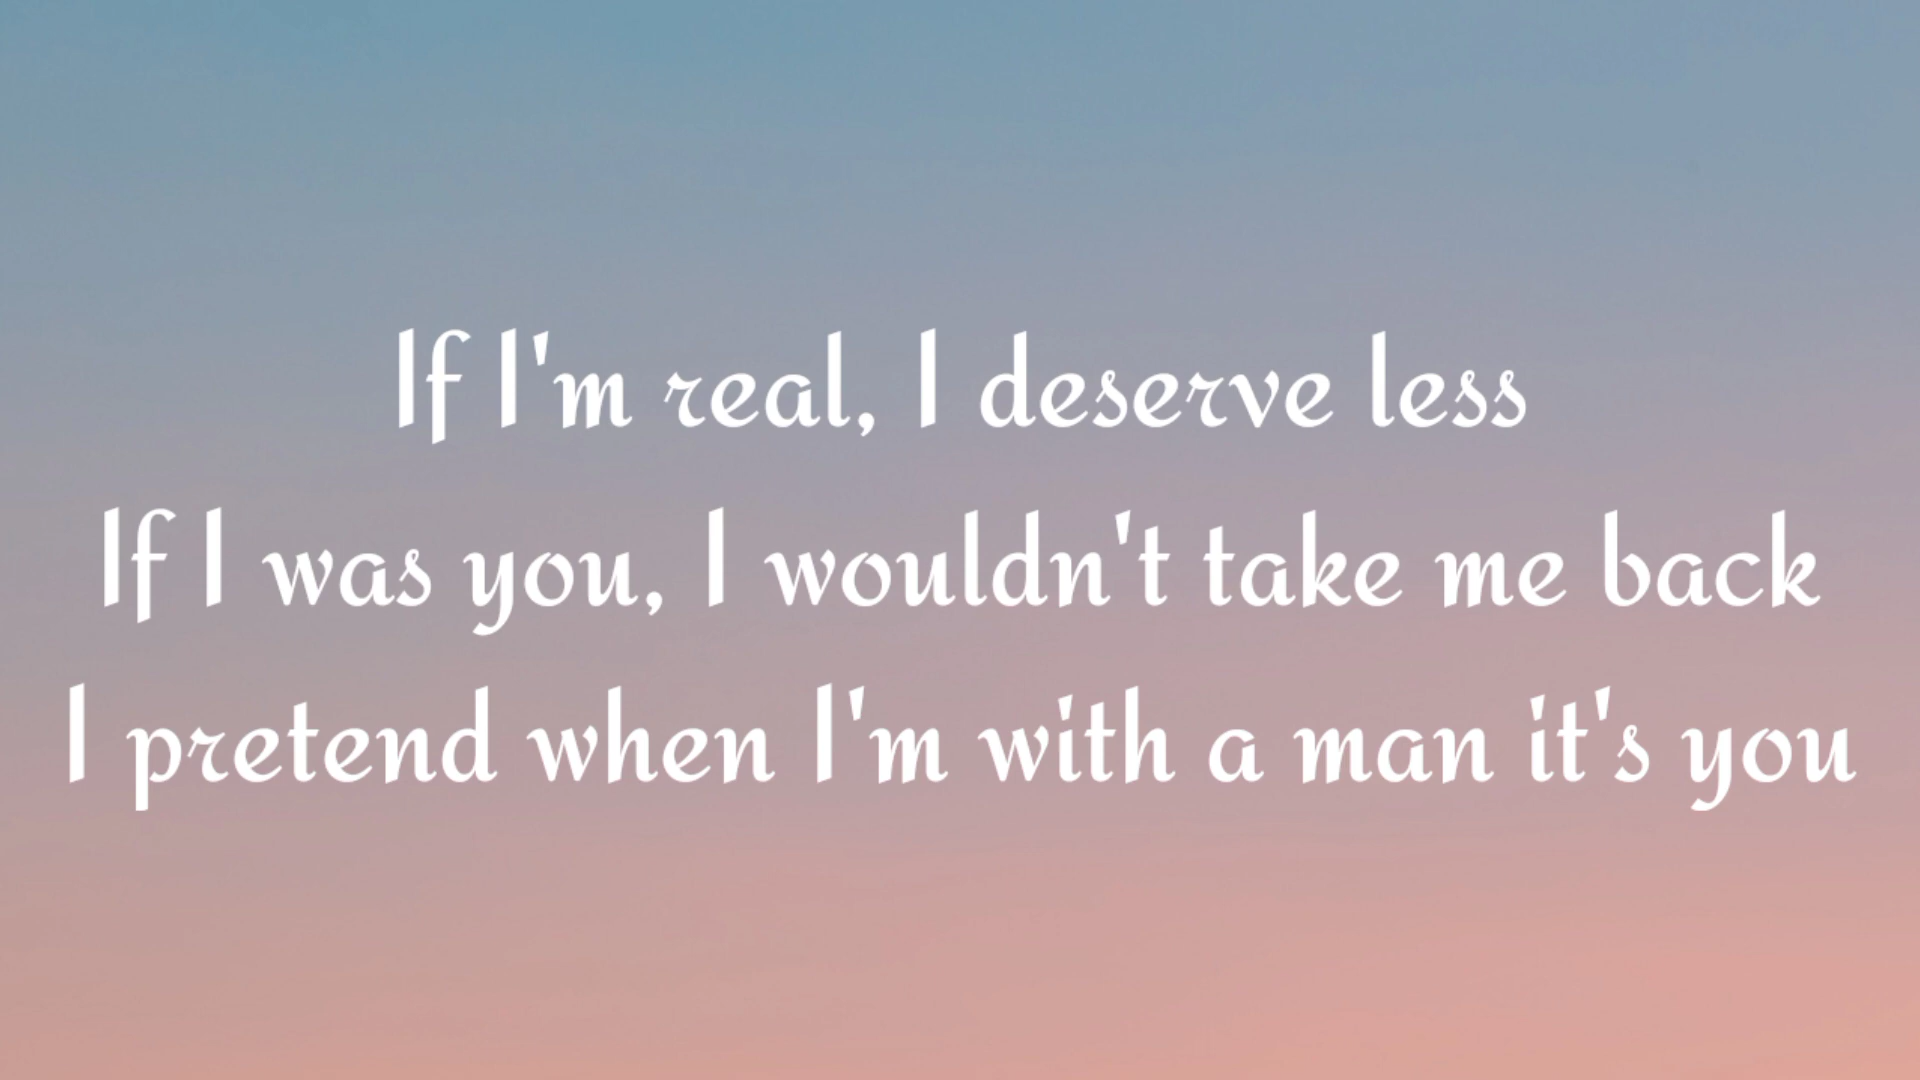 If I'm real, I deserve less
If I was you, I wouldn't take me back
I pretend when I'm with a man it's you